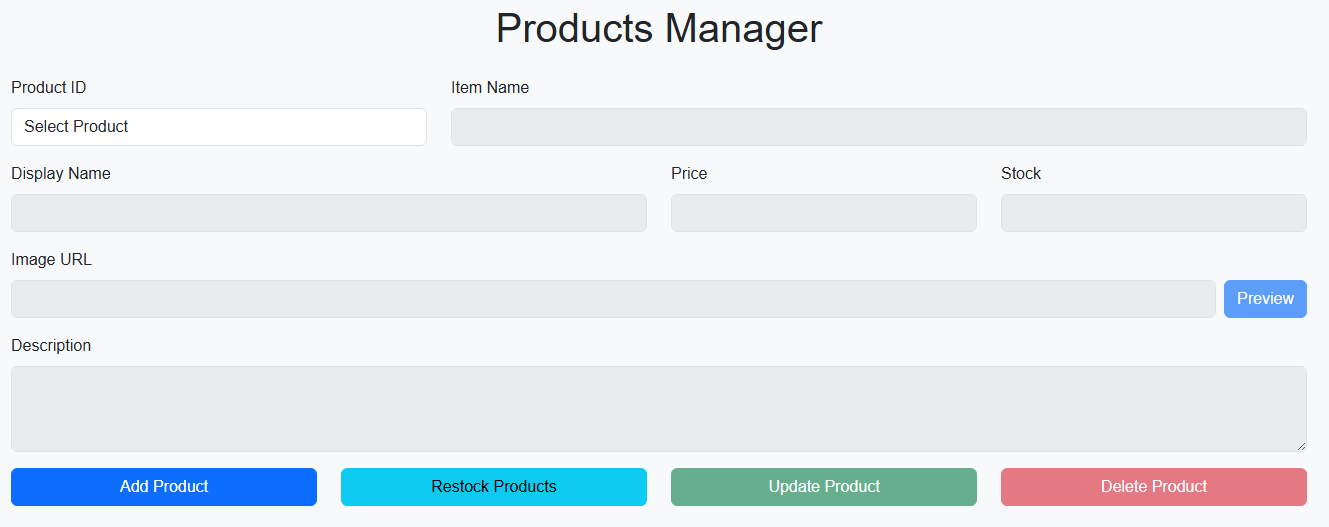 Products Manager
Product ID
Item Name
Select Product
Display Name
Price
Stock
Image URL
Preview
Description
Add Product
Restock Products
Update Product
Delete Product